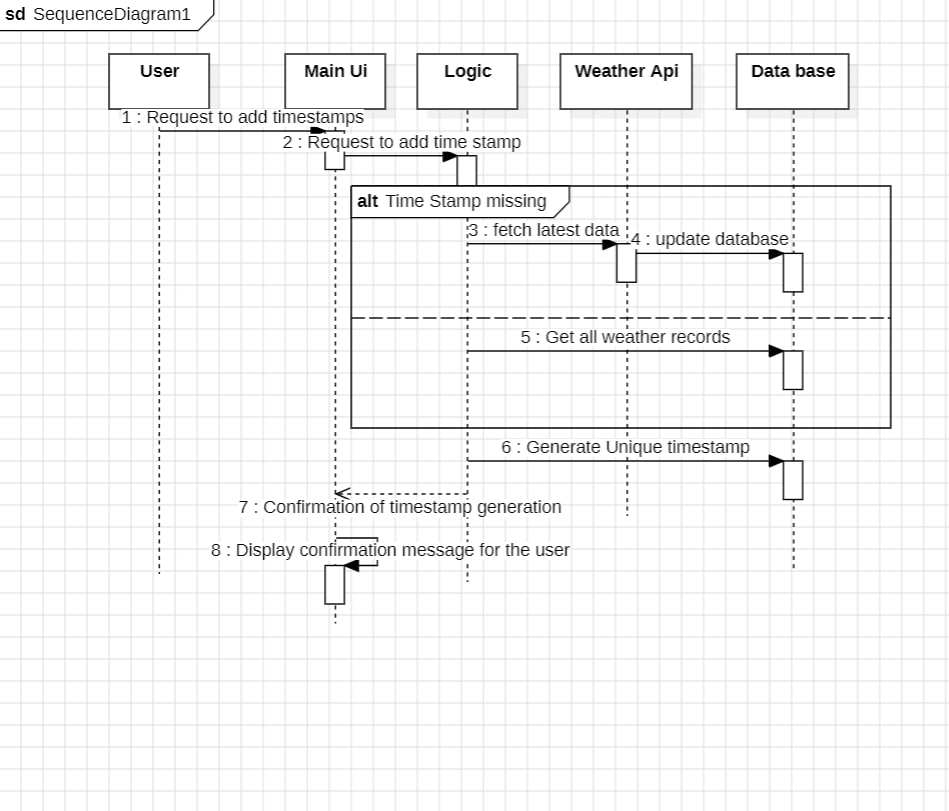 sd SequenceDiagram1
User
Main Ui
Logic
Weather Api
Data base
1 : Request to add timestamps
2 : Request to add time stamp
alt Time Stamp missing
3 : fetch latest data
4 : update database
5 : Get all weather records
6 : Generate Unique timestamp
7 : Confirmation of timestamp generation
8 : Display confirmation message for the user